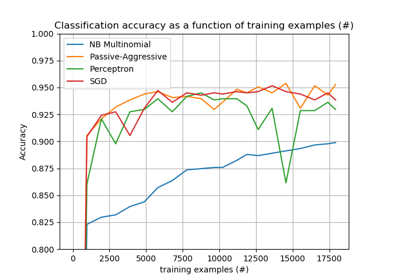 Classification accuracy as a function of training examples (#)
1.000
0.975
0.950
0.925
0.900
0.875
0.850
0.825
0.800
Accuracy
NB Multinomial
Passive-Aggressive
Perceptron
SGD
0 2500 5000 7500 10000 12500 15000 17500
training examples (#)